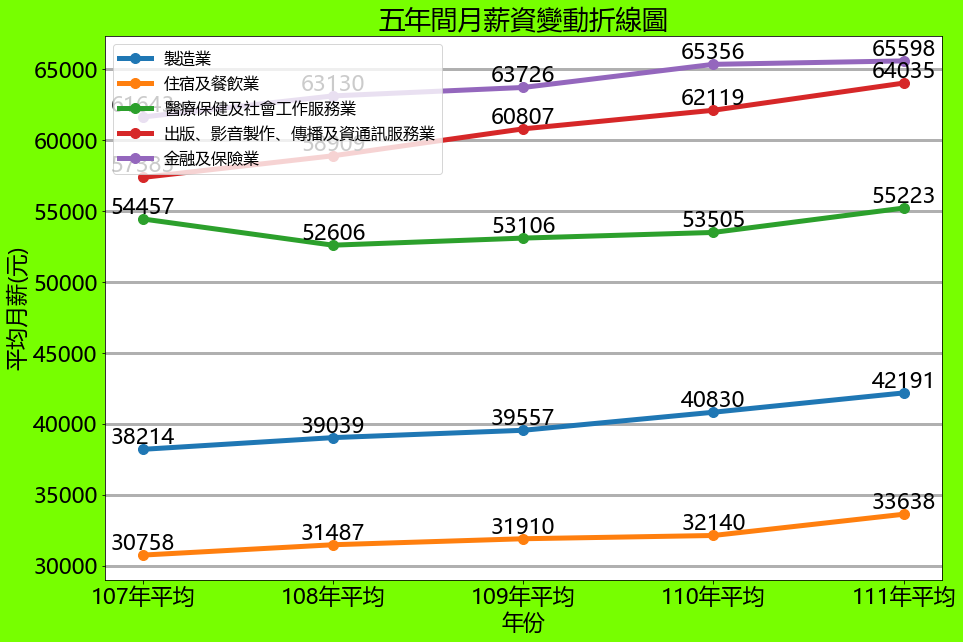 五年間月薪資變動折線圖
製造業
住宿及餐飲業
醫療保健及社會工作服務業
出版、影音製作、傳播及資通訊服務業
金融及保險業
平均月薪(元)
65000
60000
55000
50000
45000
40000
35000
30000
63130 63726 65356 65598
58909 60807 62119 64035
54457 52606 53106 53505 55223
38214 39039 39557 40830 42191
30758 31487 31910 32140 33638
107年平均 108年平均 109年平均 110年平均 111年平均
年份